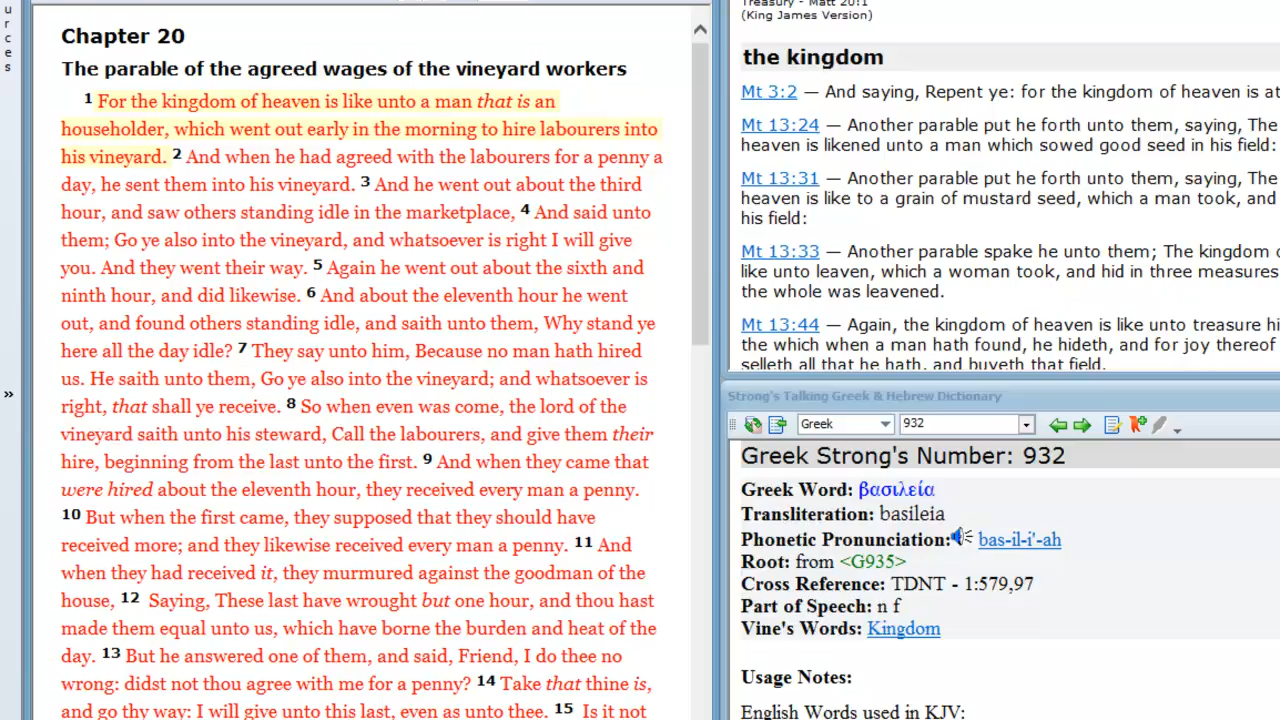 u
r
c
e
s
»
Chapter 20
The parable of the agreed wages of the vineyard workers
1 For the kingdom of heaven is like unto a man that is an
householder, which went out early in the morning to hire labourers into
his vineyard. 2 And when he had agreed with the labourers for a penny a
day, he sent them into his vineyard. 3 And he went out about the third
hour, and saw others standing idle in the marketplace, 4 And said unto
them; Go ye also into the vineyard, and whatsoever is right I will give
you. And they went their way. 5 Again he went out about the sixth and
ninth hour, and did likewise. 6 And about the eleventh hour he went
out, and found others standing idle, and saith unto them, Why stand ye
here all the day idle? 7 They say unto him, Because no man hath hired
us. He saith unto them, Go ye also into the vineyard; and whatsoever is
right, that shall ye receive. 8 So when even was come, the lord of the
vineyard saith unto his steward, Call the labourers, and give them their
hire, beginning from the last unto the first. 9 And when they came that
were hired about the eleventh hour, they received every man a penny.
10 But when the first came, they supposed that they should have
received more; and they likewise received every man a penny. 11 And
when they had received it, they murmured against the goodman of the
house, 12 Saying, These last have wrought but one hour, and thou hast
made them equal unto us, which have borne the burden and heat of the
day. 13 But he answered one of them, and said, Friend, I do thee no
wrong: didst not thou agree with me for a penny? 14 Take that thine is,
and go thy way: I will give unto this last, even as unto thee. 15 Is it not
Treasury - Matt 20:1
(King James Version)
the kingdom
Mt 3:2 — And saying, Repent ye: for the kingdom of heaven is at
Mt 13:24 — Another parable put he forth unto them, saying, The
heaven is likened unto a man which sowed good seed in his field:
Mt 13:31 — Another parable put he forth unto them, saying, The
heaven is like to a grain of mustard seed, which a man took, and
his field:
Mt 13:33 — Another parable spake he unto them; The kingdom o
like unto leaven, which a woman took, and hid in three measures
the whole was leavened.
Mt 13:44 — Again, the kingdom of heaven is like unto treasure hi
the which when a man hath found, he hideth, and for joy thereof
selleth all that he hath, and buyeth that field.
Strong's Talking Greek & Hebrew Dictionary
Greek 932
Greek Strong's Number: 932
Greek Word: βασιλεία
Transliteration: basileia
Phonetic Pronunciation: bas-il-i'-ah
Root: from <G935>
Cross Reference: TDNT - 1:579,97
Part of Speech: n f
Vine's Words: Kingdom
Usage Notes:
English Words used in KJV: